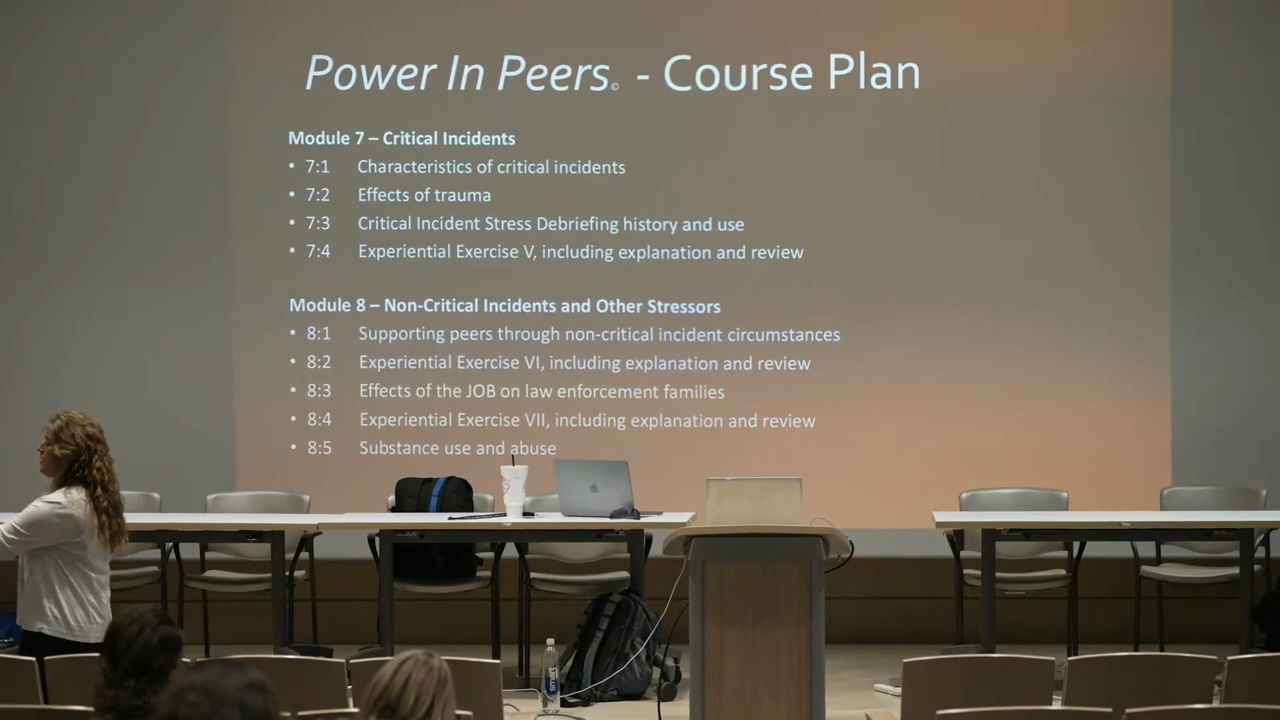 Power In Peers© - Course Plan
Module 7 – Critical Incidents
• 7:1 Characteristics of critical incidents
• 7:2 Effects of trauma
• 7:3 Critical Incident Stress Debriefing history and use
• 7:4 Experiential Exercise V, including explanation and review
Module 8 – Non-Critical Incidents and Other Stressors
• 8:1 Supporting peers through non-critical incident circumstances
• 8:2 Experiential Exercise VI, including explanation and review
• 8:3 Effects of the JOB on law enforcement families
• 8:4 Experiential Exercise VII, including explanation and review
• 8:5 Substance use and abuse
smart